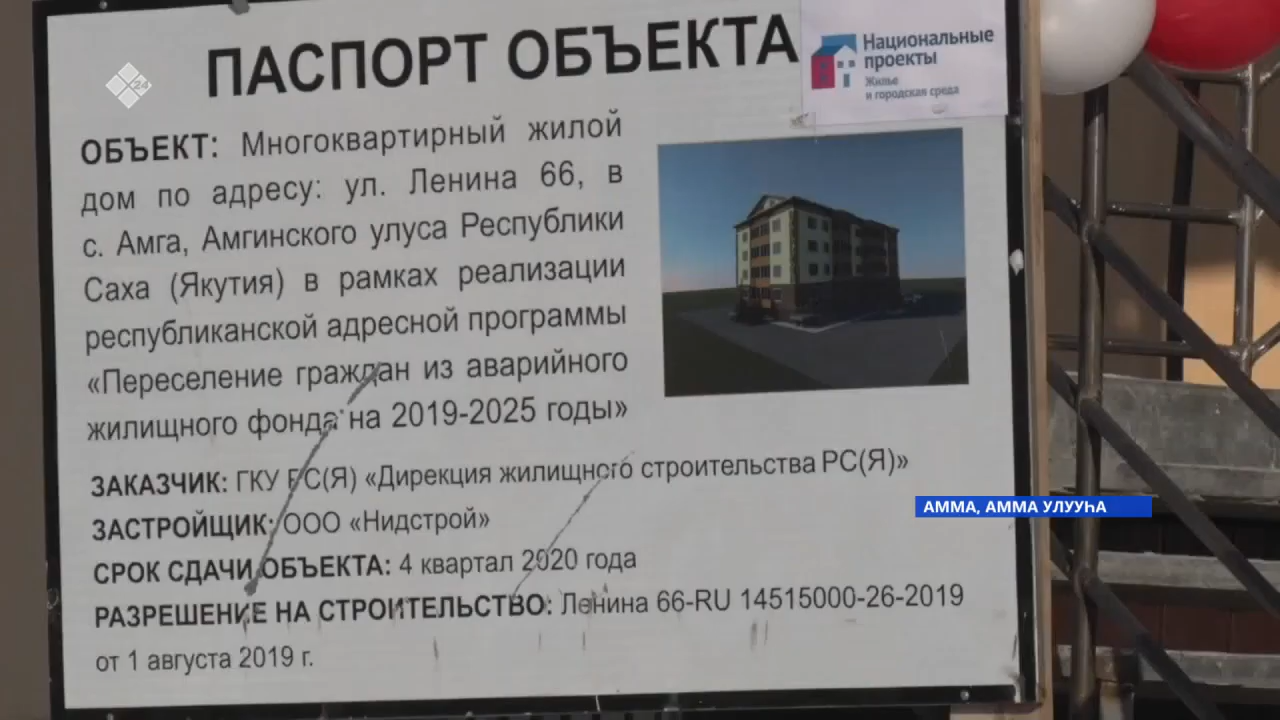 ПАСПОРТ ОБЪЕКТА
Национальные
проекты
Жилье
и городская среда
24
ОБЪЕКТ: Многоквартирный жилой
дом по адресу: ул. Ленина 66, в
с. Амга, Амгинского улуса Республики
Саха (Якутия) в рамках реализации
республиканской адресной программы
«Переселение граждан из аварийного
жилищного фонда на 2019-2025 годы»
ЗАКАЗЧИК: ГКУ РС(Я) «Дирекция жилищного строительства РС(Я)»
ЗАСТРОЙЩИК: ООО «Нидстрой»
СРОК СДАЧИ ОБЪЕКТА: 4 квартал 2020 года
РАЗРЕШЕНИЕ НА СТРОИТЕЛЬСТВО: Ленина 66-RU 14515000-26-2019
от 1 августа 2019 г.
АММА, АММА УЛУУҺА